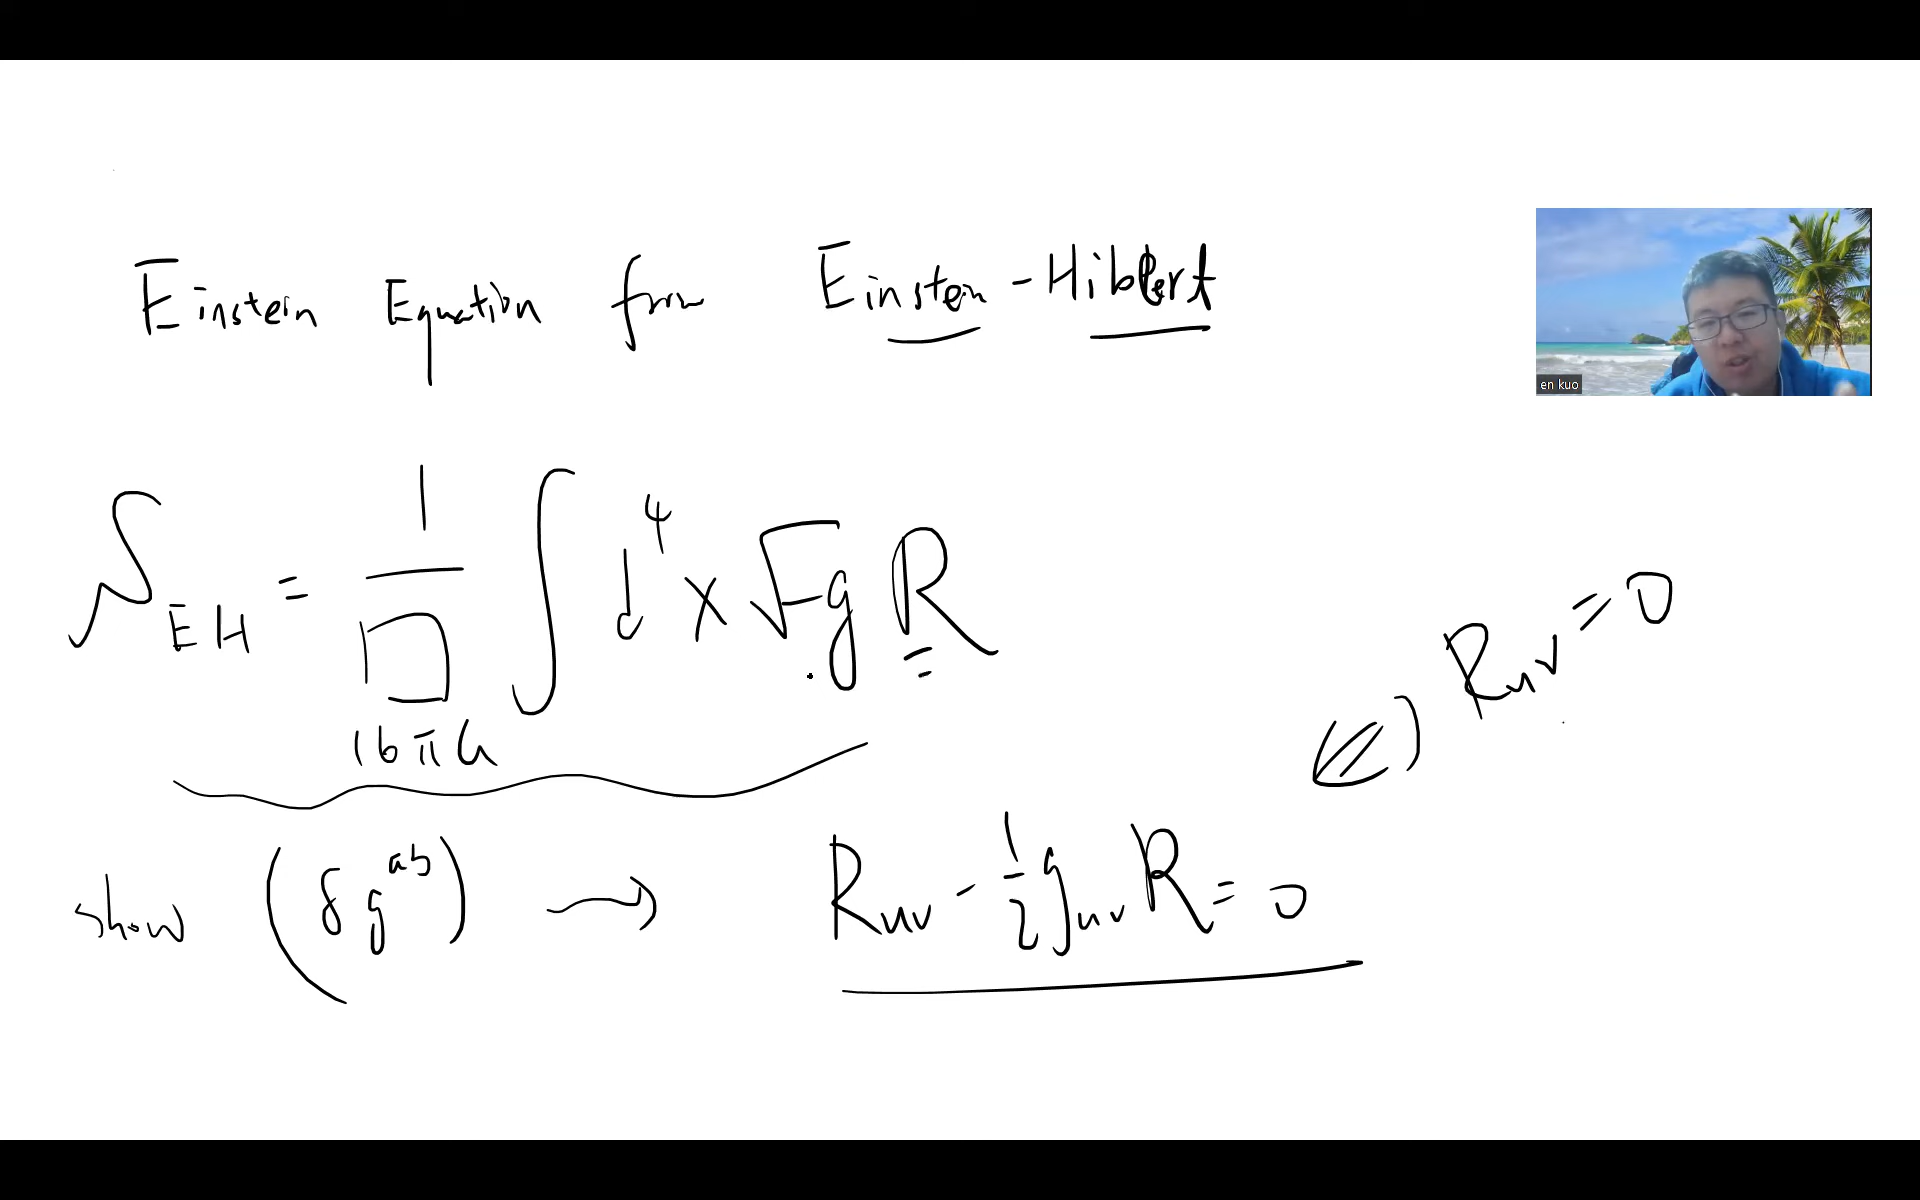 Einstein Equation from Einstein - Hilbert
en kuo
S_EH = 1/□ ∫ d⁴x √-g R
16πG
R_μν = 0
show (δg^ab) → R_μν - 1/2 g_μν R = 0